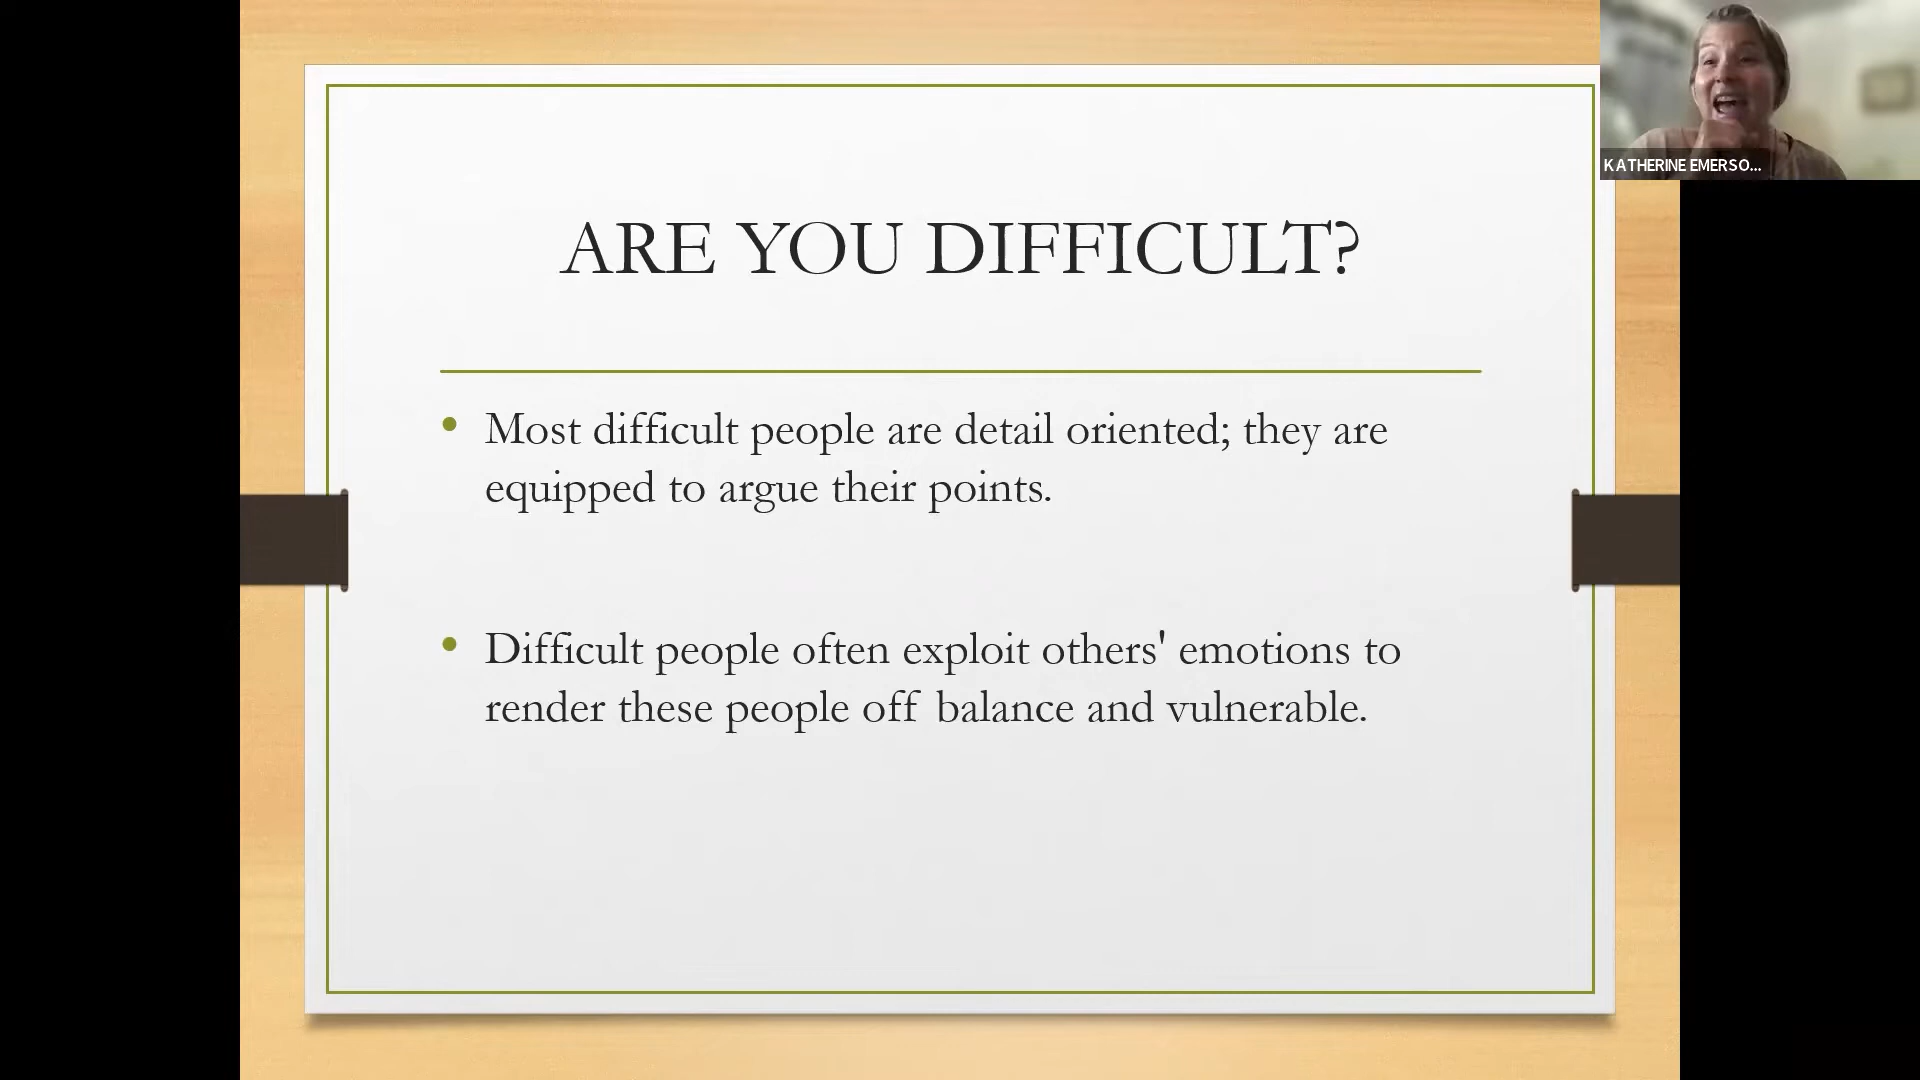 KATHERINE EMERSO...
ARE YOU DIFFICULT?
• Most difficult people are detail oriented; they are
equipped to argue their points.
• Difficult people often exploit others' emotions to
render these people off balance and vulnerable.